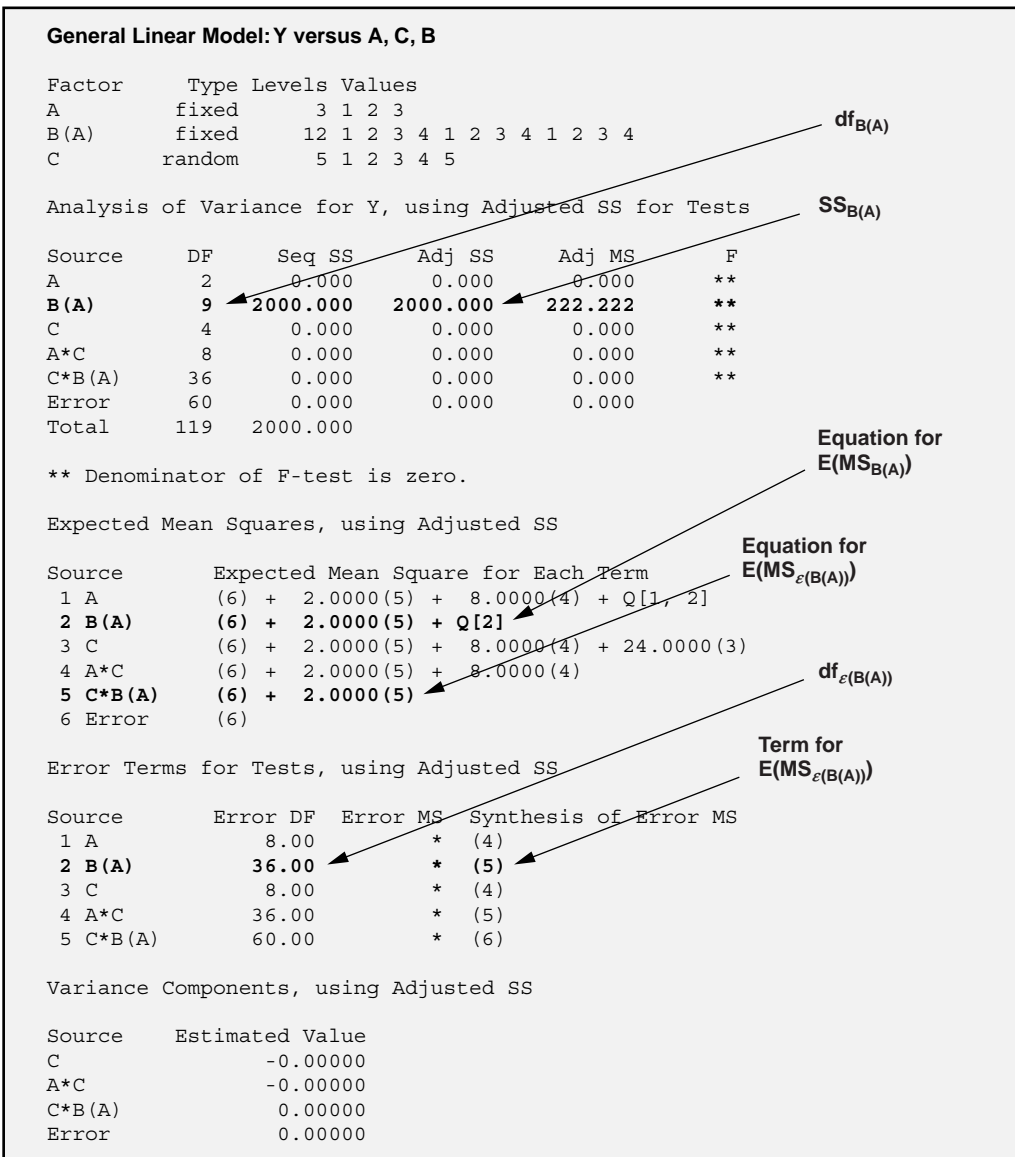 General Linear Model: Y versus A, C, B
Factor Type Levels Values
A fixed 3 1 2 3
B(A) fixed 12 1 2 3 4 1 2 3 4 1 2 3 4
df_B(A)
C random 5 1 2 3 4 5
Analysis of Variance for Y, using Adjusted SS for Tests
SS_B(A)
Source DF Seq SS Adj SS Adj MS F
A 2 0.000 0.000 0.000 **
B(A) 9 2000.000 2000.000 222.222 **
C 4 0.000 0.000 0.000 **
A*C 8 0.000 0.000 0.000 **
C*B(A) 36 0.000 0.000 0.000 **
Error 60 0.000 0.000 0.000
Total 119 2000.000
Equation for
E(MS_B(A))
** Denominator of F-test is zero.
Expected Mean Squares, using Adjusted SS
Equation for
E(MS_ε(B(A)))
Source Expected Mean Square for Each Term
1 A (6) + 2.0000(5) + 8.0000(4) + Q[1, 2]
2 B(A) (6) + 2.0000(5) + Q[2]
3 C (6) + 2.0000(5) + 8.0000(4) + 24.0000(3)
4 A*C (6) + 2.0000(5) + 8.0000(4)
df_ε(B(A))
5 C*B(A) (6) + 2.0000(5)
6 Error (6)
Term for
E(MS_ε(B(A)))
Error Terms for Tests, using Adjusted SS
Source Error DF Error MS Synthesis of Error MS
1 A 8.00 * (4)
2 B(A) 36.00 * (5)
3 C 8.00 * (4)
4 A*C 36.00 * (5)
5 C*B(A) 60.00 * (6)
Variance Components, using Adjusted SS
Source Estimated Value
C -0.00000
A*C -0.00000
C*B(A) 0.00000
Error 0.00000